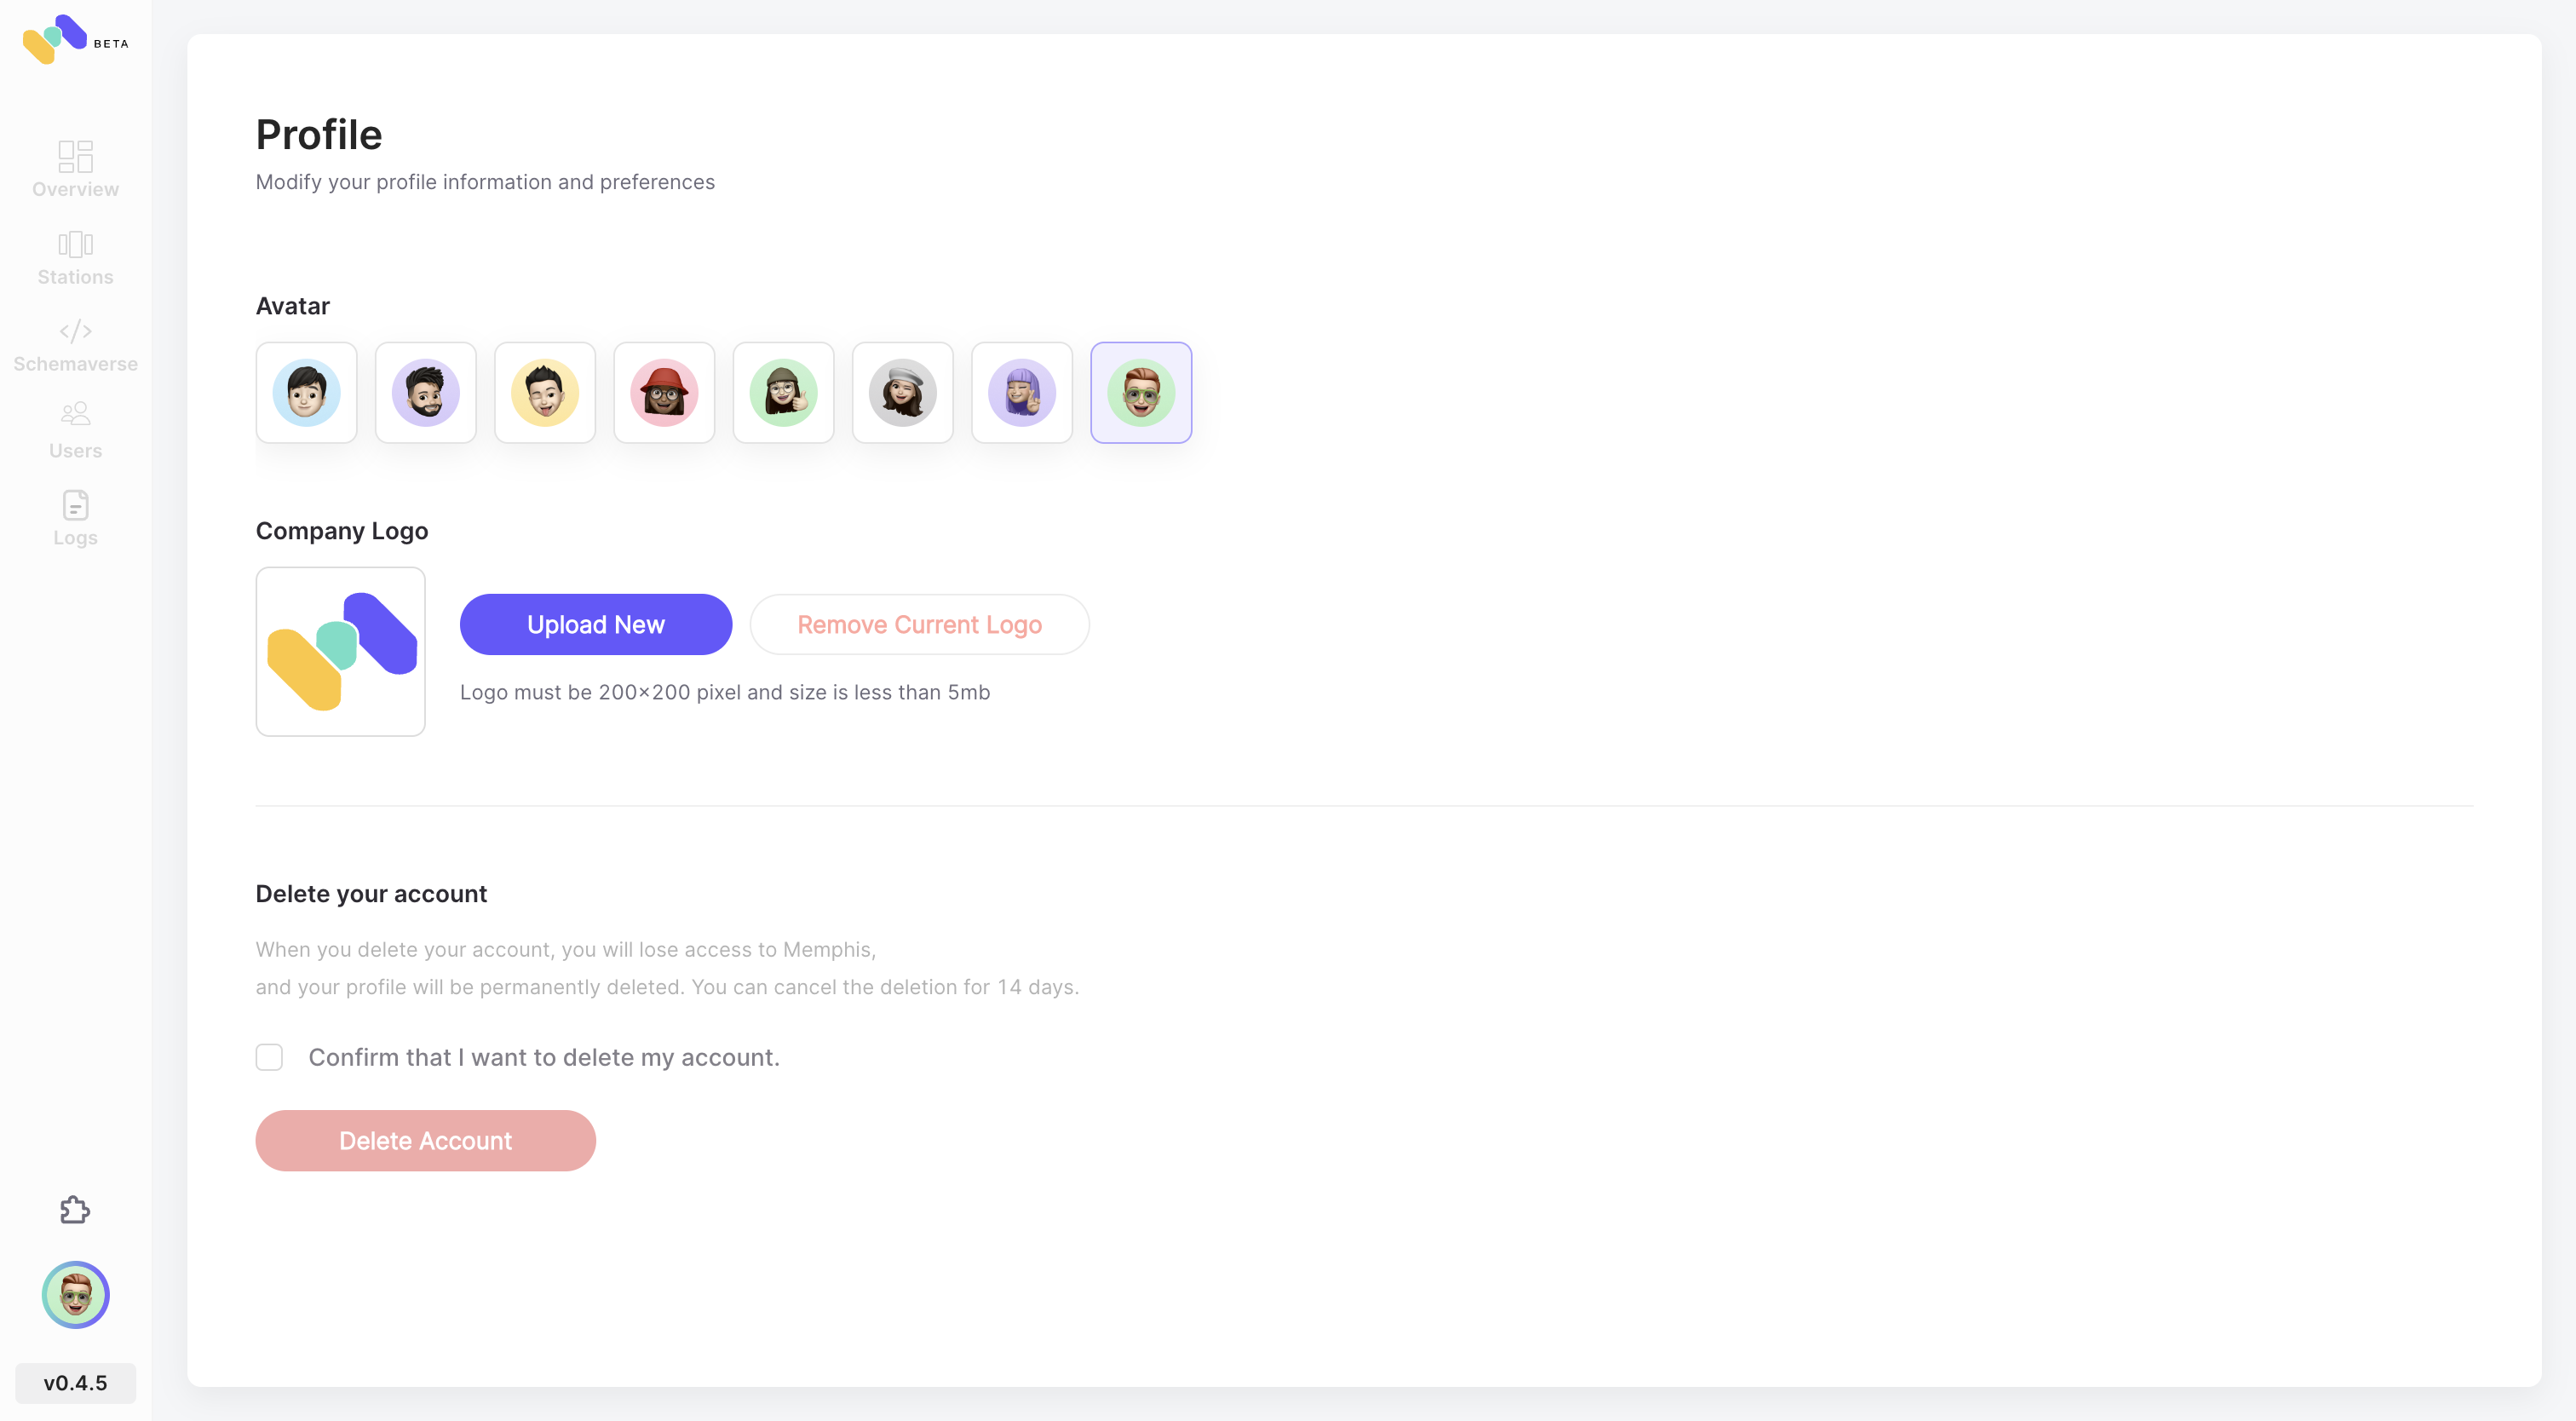 BETA
Overview
Stations
Schemaverse
Users
Logs
v0.4.5
Profile
Modify your profile information and preferences
Avatar
Company Logo
Upload New
Remove Current Logo
Logo must be 200×200 pixel and size is less than 5mb
Delete your account
When you delete your account, you will lose access to Memphis,
and your profile will be permanently deleted. You can cancel the deletion for 14 days.
Confirm that I want to delete my account.
Delete Account